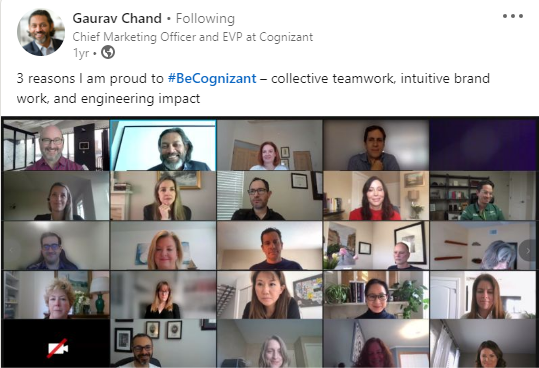 Gaurav Chand • Following
Chief Marketing Officer and EVP at Cognizant
1yr •
3 reasons I am proud to #BeCognizant – collective teamwork, intuitive brand
work, and engineering impact